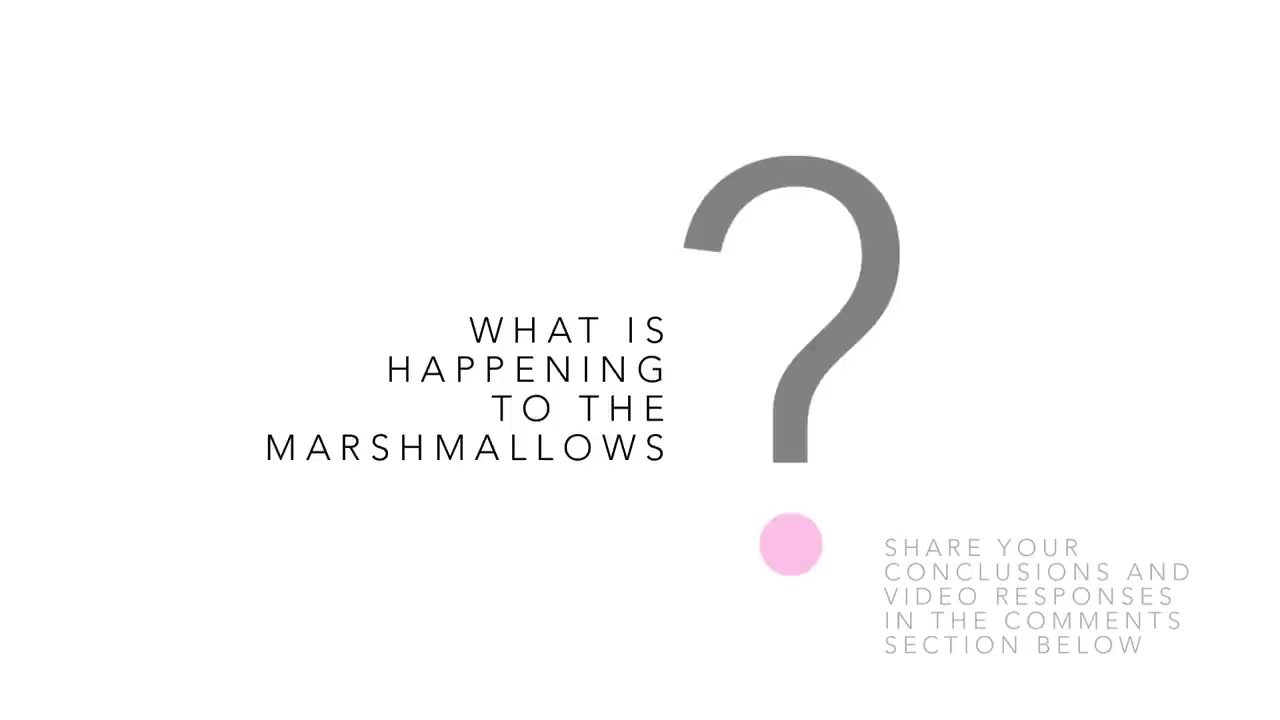 WHAT IS
HAPPENING
TO THE
MARSHMALLOWS
?
SHARE YOUR
CONCLUSIONS AND
VIDEO RESPONSES
IN THE COMMENTS
SECTION BELOW